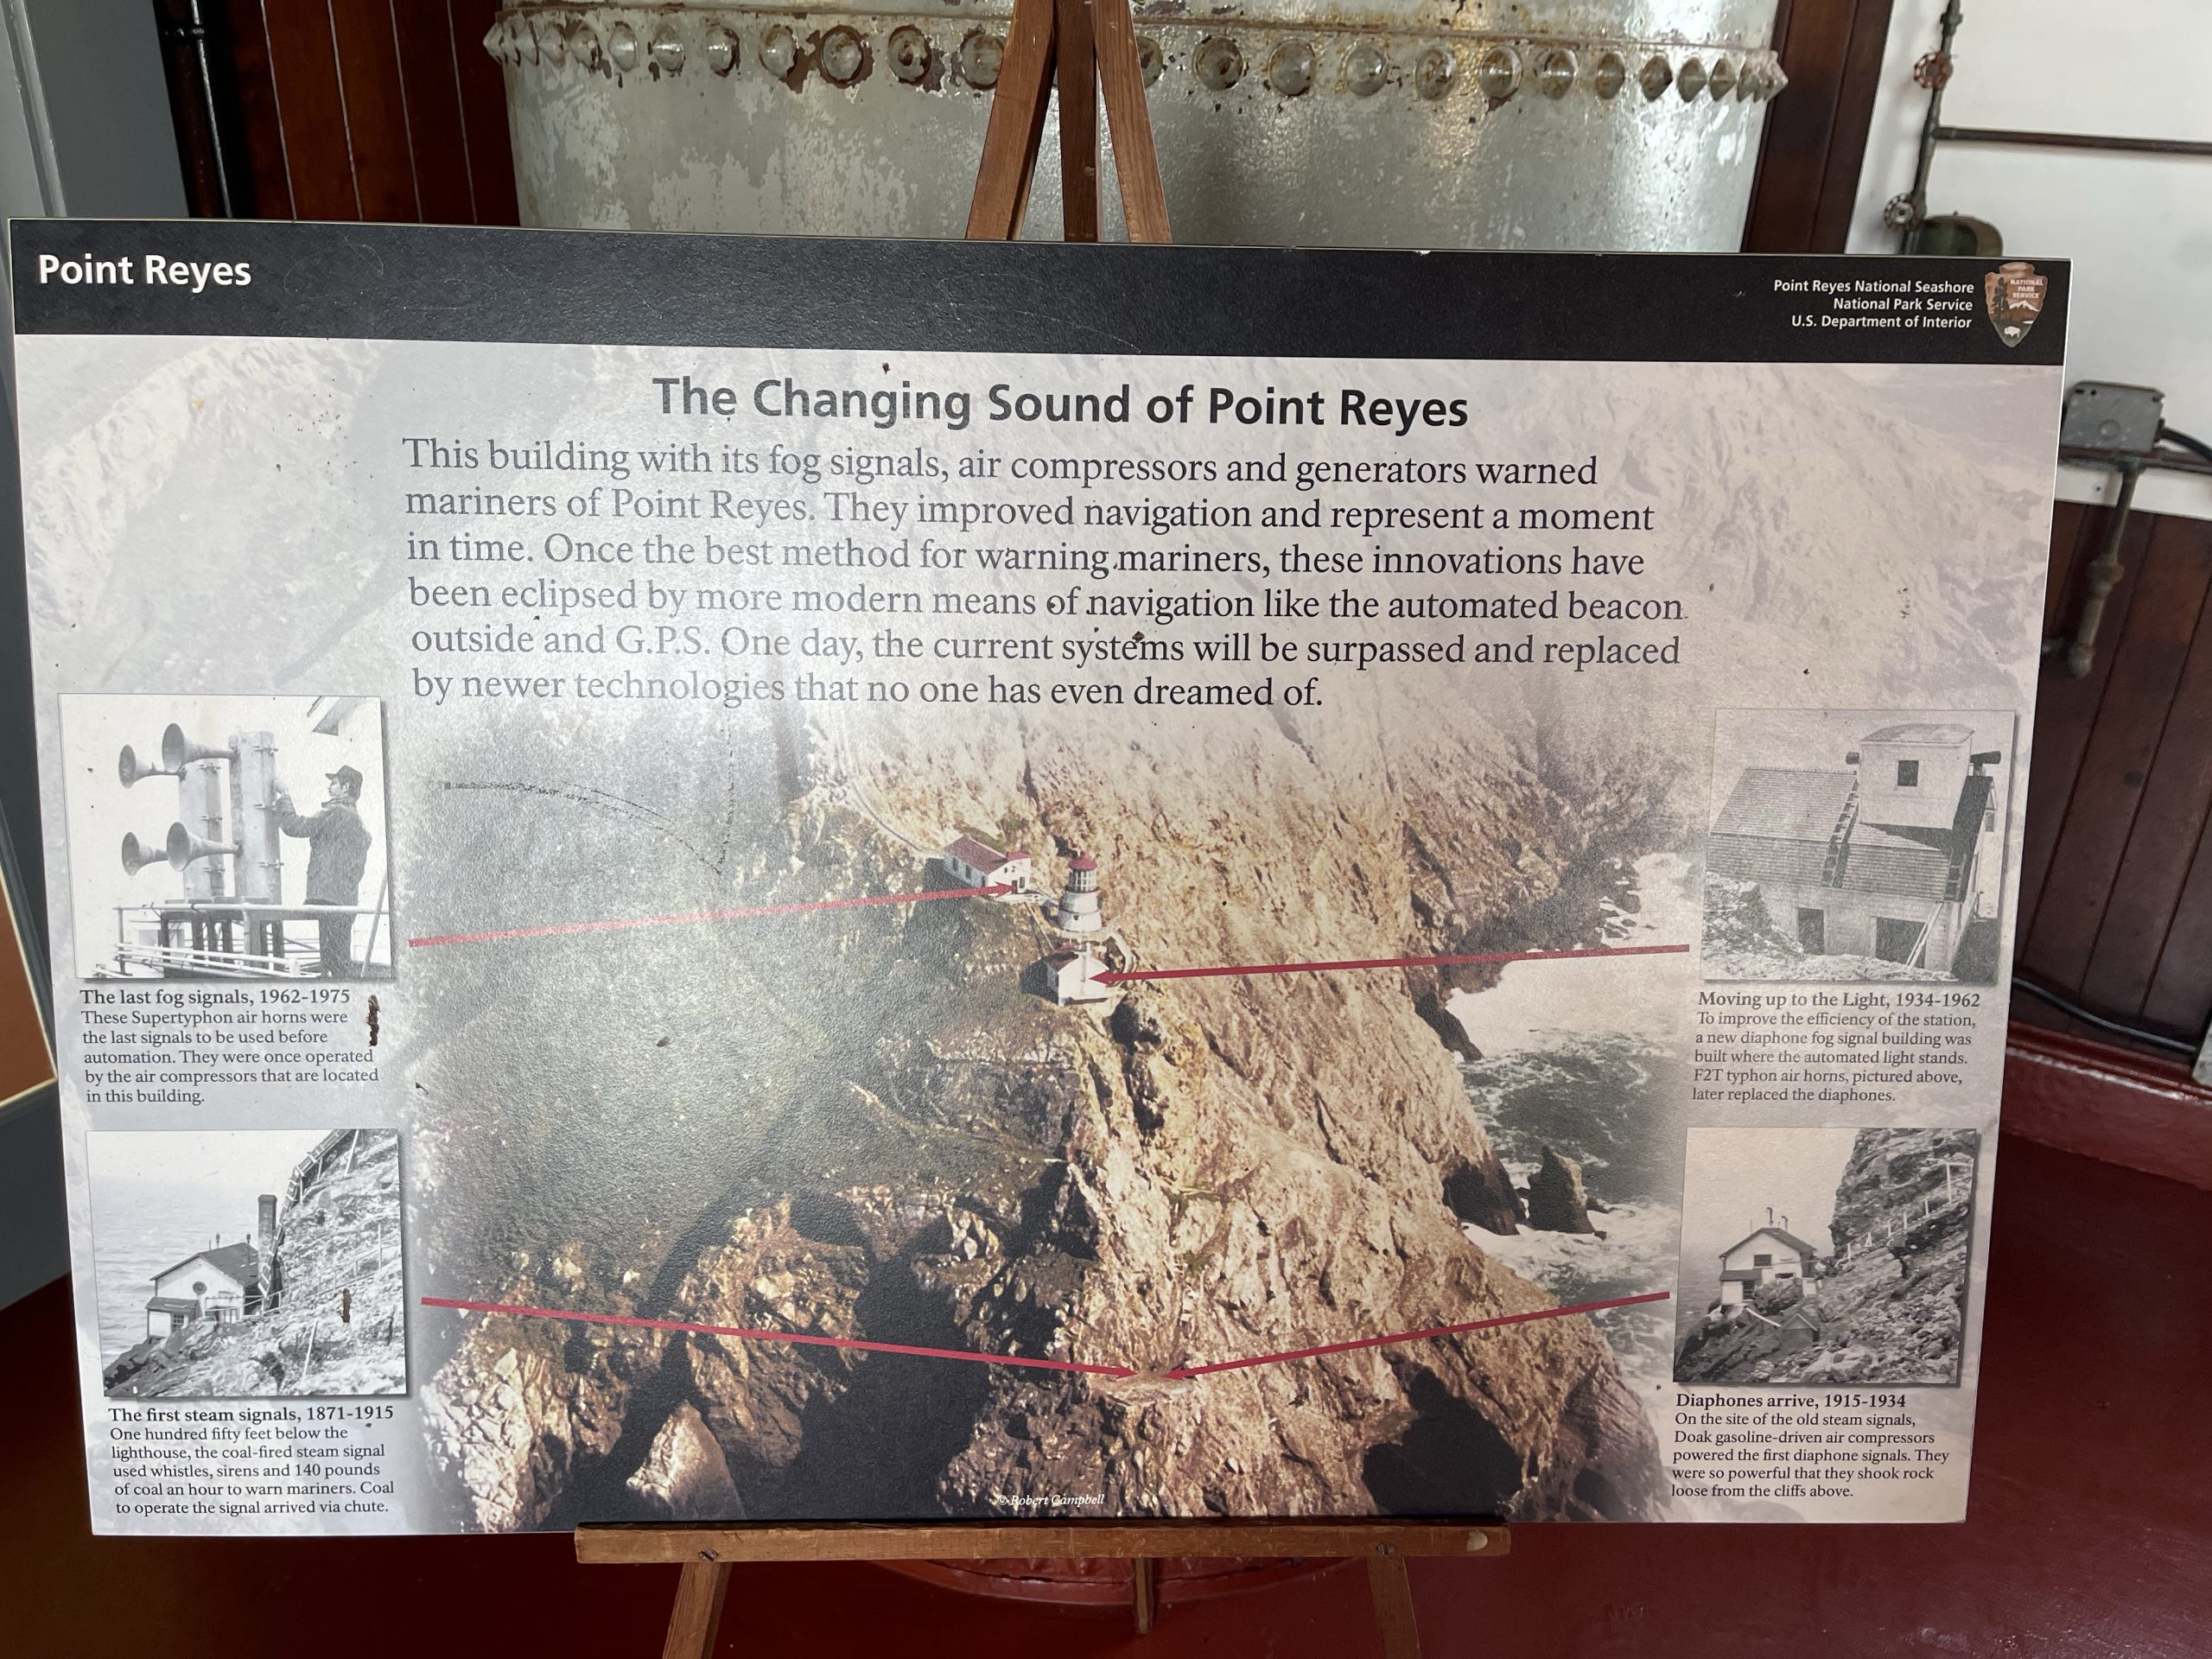 Point Reyes
Point Reyes National Seashore
National Park Service
U.S. Department of Interior
NATIONAL
PARK
SERVICE
The Changing Sound of Point Reyes
This building with its fog signals, air compressors and generators warned
mariners of Point Reyes. They improved navigation and represent a moment
in time. Once the best method for warning mariners, these innovations have
been eclipsed by more modern means of navigation like the automated beacon
outside and G.P.S. One day, the current systems will be surpassed and replaced
by newer technologies that no one has even dreamed of.
The last fog signals, 1962-1975
These Supertyphon air horns were
the last signals to be used before
automation. They were once operated
by the air compressors that are located
in this building.
Moving up to the Light, 1934-1962
To improve the efficiency of the station,
a new diaphone fog signal building was
built where the automated light stands.
F2T typhon air horns, pictured above,
later replaced the diaphones.
The first steam signals, 1871-1915
One hundred fifty feet below the
lighthouse, the coal-fired steam signal
used whistles, sirens and 140 pounds
of coal an hour to warn mariners. Coal
to operate the signal arrived via chute.
Diaphones arrive, 1915-1934
On the site of the old steam signals,
Doak gasoline-driven air compressors
powered the first diaphone signals. They
were so powerful that they shook rock
loose from the cliffs above.
© Robert Campbell